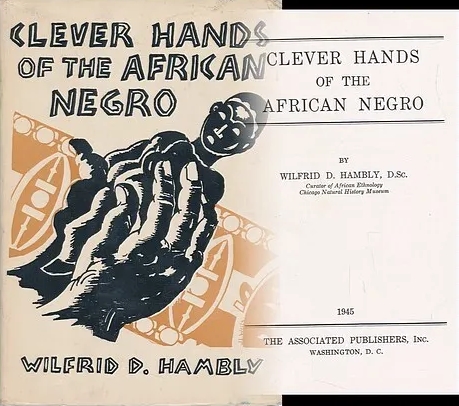 CLEVER HANDS
OF THE AFRICAN
NEGRO
WILFRID D. HAMBLY
CLEVER HANDS
OF THE
AFRICAN NEGRO
BY
WILFRID D. HAMBLY, D.Sc.
Curator of African Ethnology
Chicago Natural History Museum
1945
THE ASSOCIATED PUBLISHERS, Inc.
WASHINGTON, D. C.